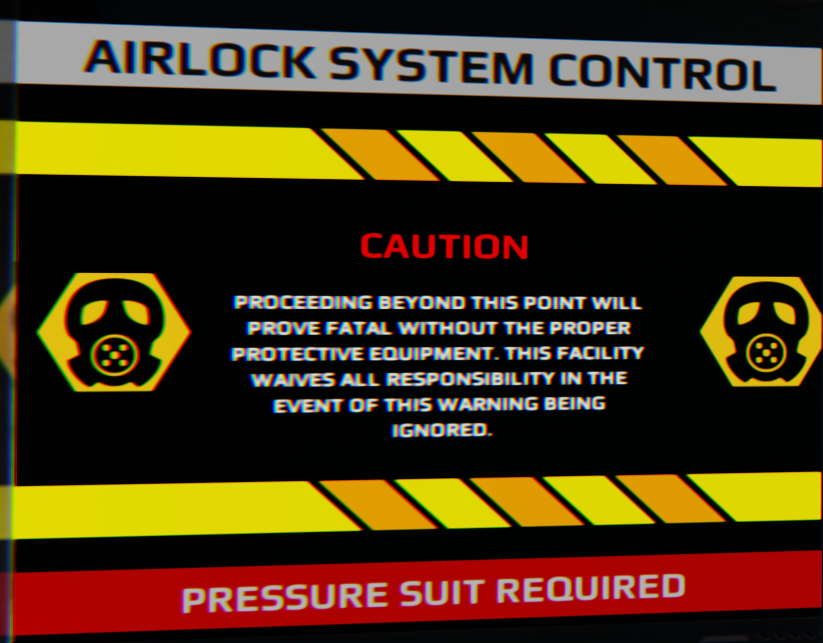 AIRLOCK SYSTEM CONTROL
CAUTION
PROCEEDING BEYOND THIS POINT WILL
PROVE FATAL WITHOUT THE PROPER
PROTECTIVE EQUIPMENT. THIS FACILITY
WAIVES ALL RESPONSIBILITY IN THE
EVENT OF THIS WARNING BEING
IGNORED.
PRESSURE SUIT REQUIRED